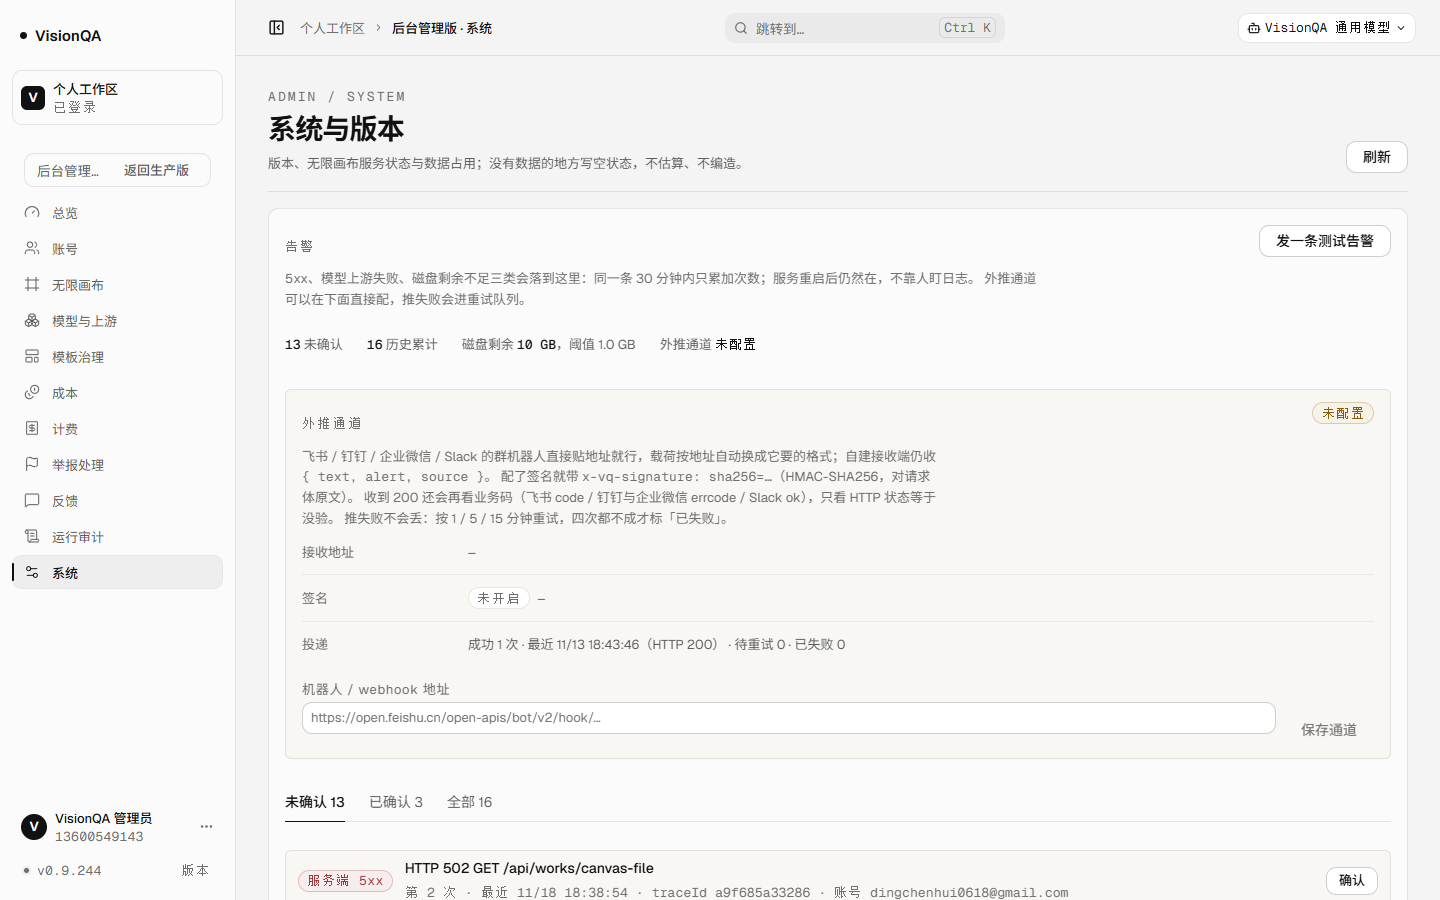 VisionQA
V
个人工作区
已登录
后台管理...
返回生产版
总览
账号
无限画布
模型与上游
模板治理
成本
计费
举报处理
反馈
运行审计
系统
V
VisionQA 管理员
13600549143
v0.9.244
版本
个人工作区
后台管理版 · 系统
跳转到...
Ctrl K
VisionQA 通用模型
ADMIN / SYSTEM
系统与版本
版本、无限画布服务状态与数据占用；没有数据的地方写空状态，不估算、不编造。
刷新
告警
发一条测试告警
5xx、模型上游失败、磁盘剩余不足三类会落到这里：同一条 30 分钟内只累加次数；服务重启后仍然在，不靠人盯日志。 外推通道
可以在下面直接配，推失败会进重试队列。
13 未确认
16 历史累计
磁盘剩余 10 GB，阈值 1.0 GB
外推通道 未配置
外推通道
未配置
飞书 / 钉钉 / 企业微信 / Slack 的群机器人直接贴地址就行，载荷按地址自动换成它要的格式；自建接收端仍收
{ text, alert, source }。 配了签名就带 x-vq-signature: sha256=…（HMAC-SHA256，对请求
体原文）。 收到 200 还会再看业务码（飞书 code / 钉钉与企业微信 errcode / Slack ok），只看 HTTP 状态等于
没验。 推失败不会丢：按 1 / 5 / 15 分钟重试，四次都不成才标「已失败」。
接收地址
–
签名
未开启 –
投递
成功 1 次 · 最近 11/13 18:43:46（HTTP 200） · 待重试 0 · 已失败 0
机器人 / webhook 地址
https://open.feishu.cn/open-apis/bot/v2/hook/...
保存通道
未确认 13
已确认 3
全部 16
服务端 5xx
HTTP 502 GET /api/works/canvas-file
第 2 次 · 最近 11/18 18:38:54 · traceId a9f685a33286 · 账号 dingchenhui0618@gmail.com
确认